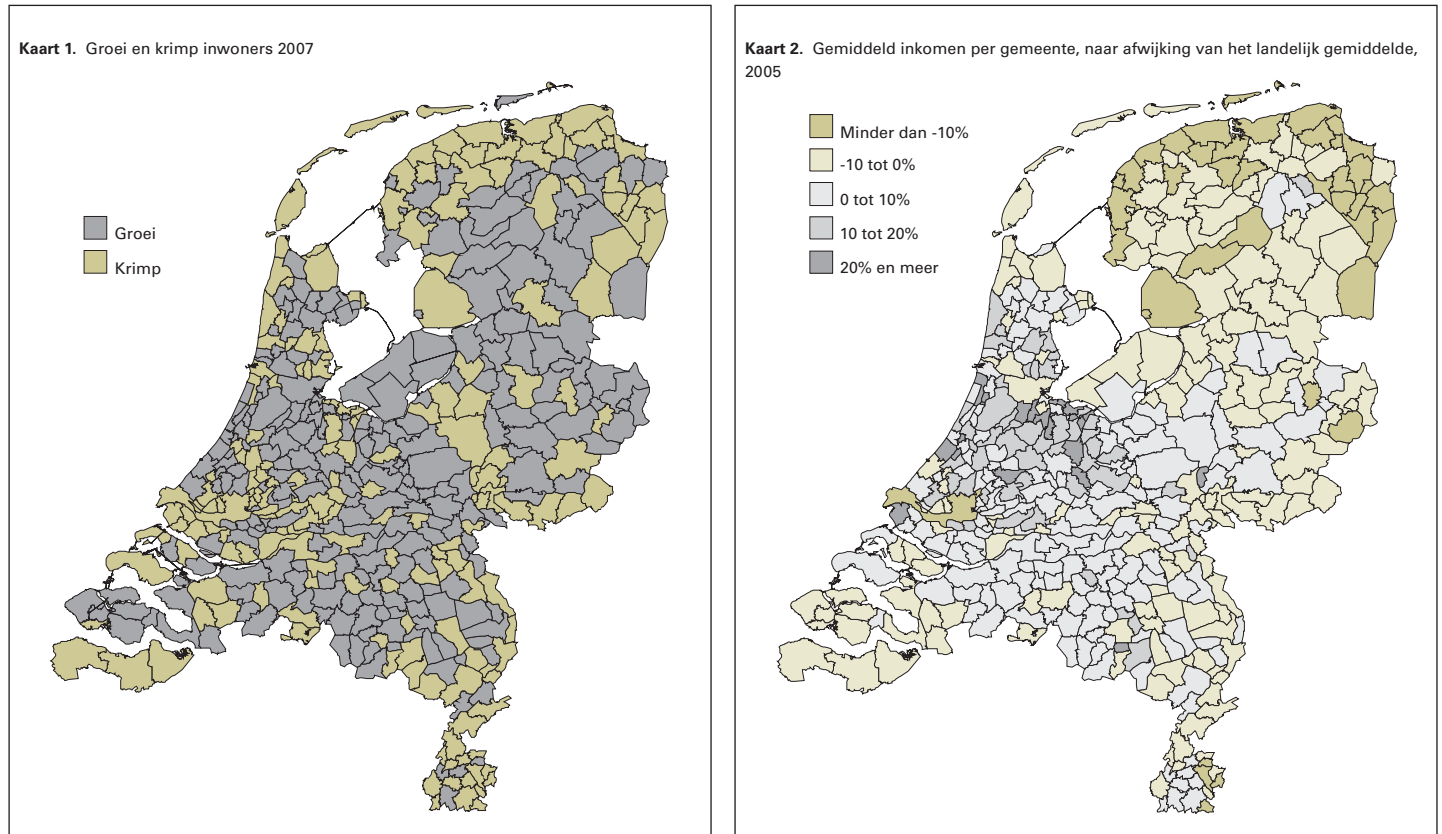 Kaart 1. Groei en krimp inwoners 2007
Groei
Krimp
Kaart 2. Gemiddeld inkomen per gemeente, naar afwijking van het landelijk gemiddelde,
2005
Minder dan -10%
-10 tot 0%
0 tot 10%
10 tot 20%
20% en meer